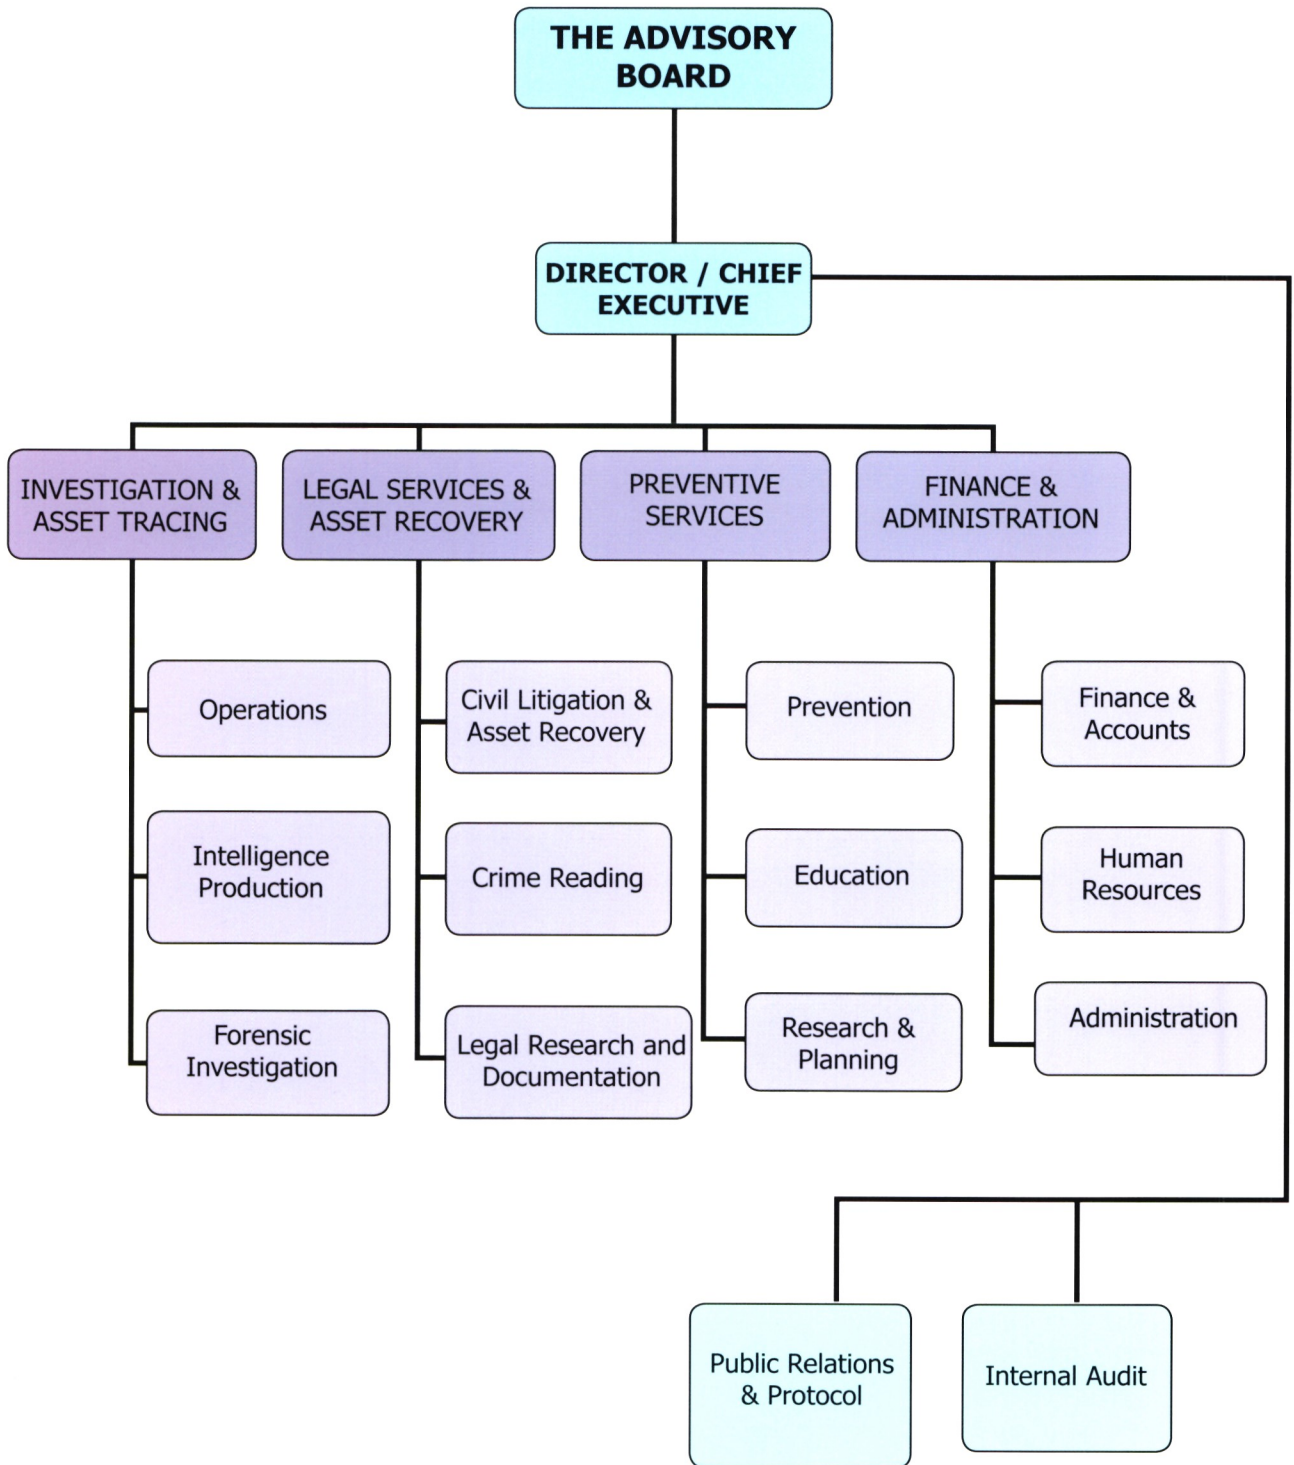 THE ADVISORY
BOARD
DIRECTOR / CHIEF
EXECUTIVE
INVESTIGATION &
ASSET TRACING
LEGAL SERVICES &
ASSET RECOVERY
PREVENTIVE
SERVICES
FINANCE &
ADMINISTRATION
Operations
Intelligence
Production
Forensic
Investigation
Civil Litigation &
Asset Recovery
Crime Reading
Legal Research and
Documentation
Prevention
Education
Research &
Planning
Finance &
Accounts
Human
Resources
Administration
Public Relations
& Protocol
Internal Audit